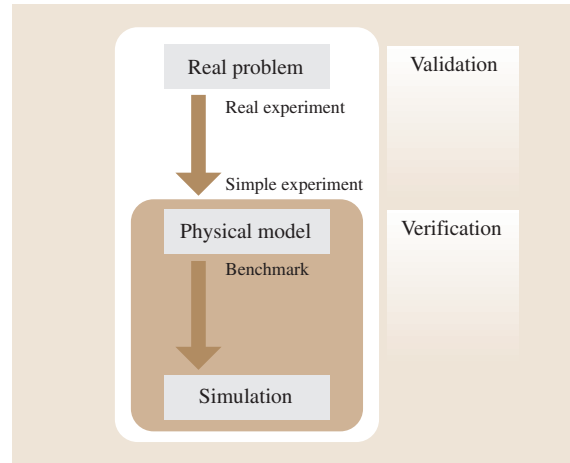 Real problem
Validation
Real experiment
Simple experiment
Physical model
Verification
Benchmark
Simulation